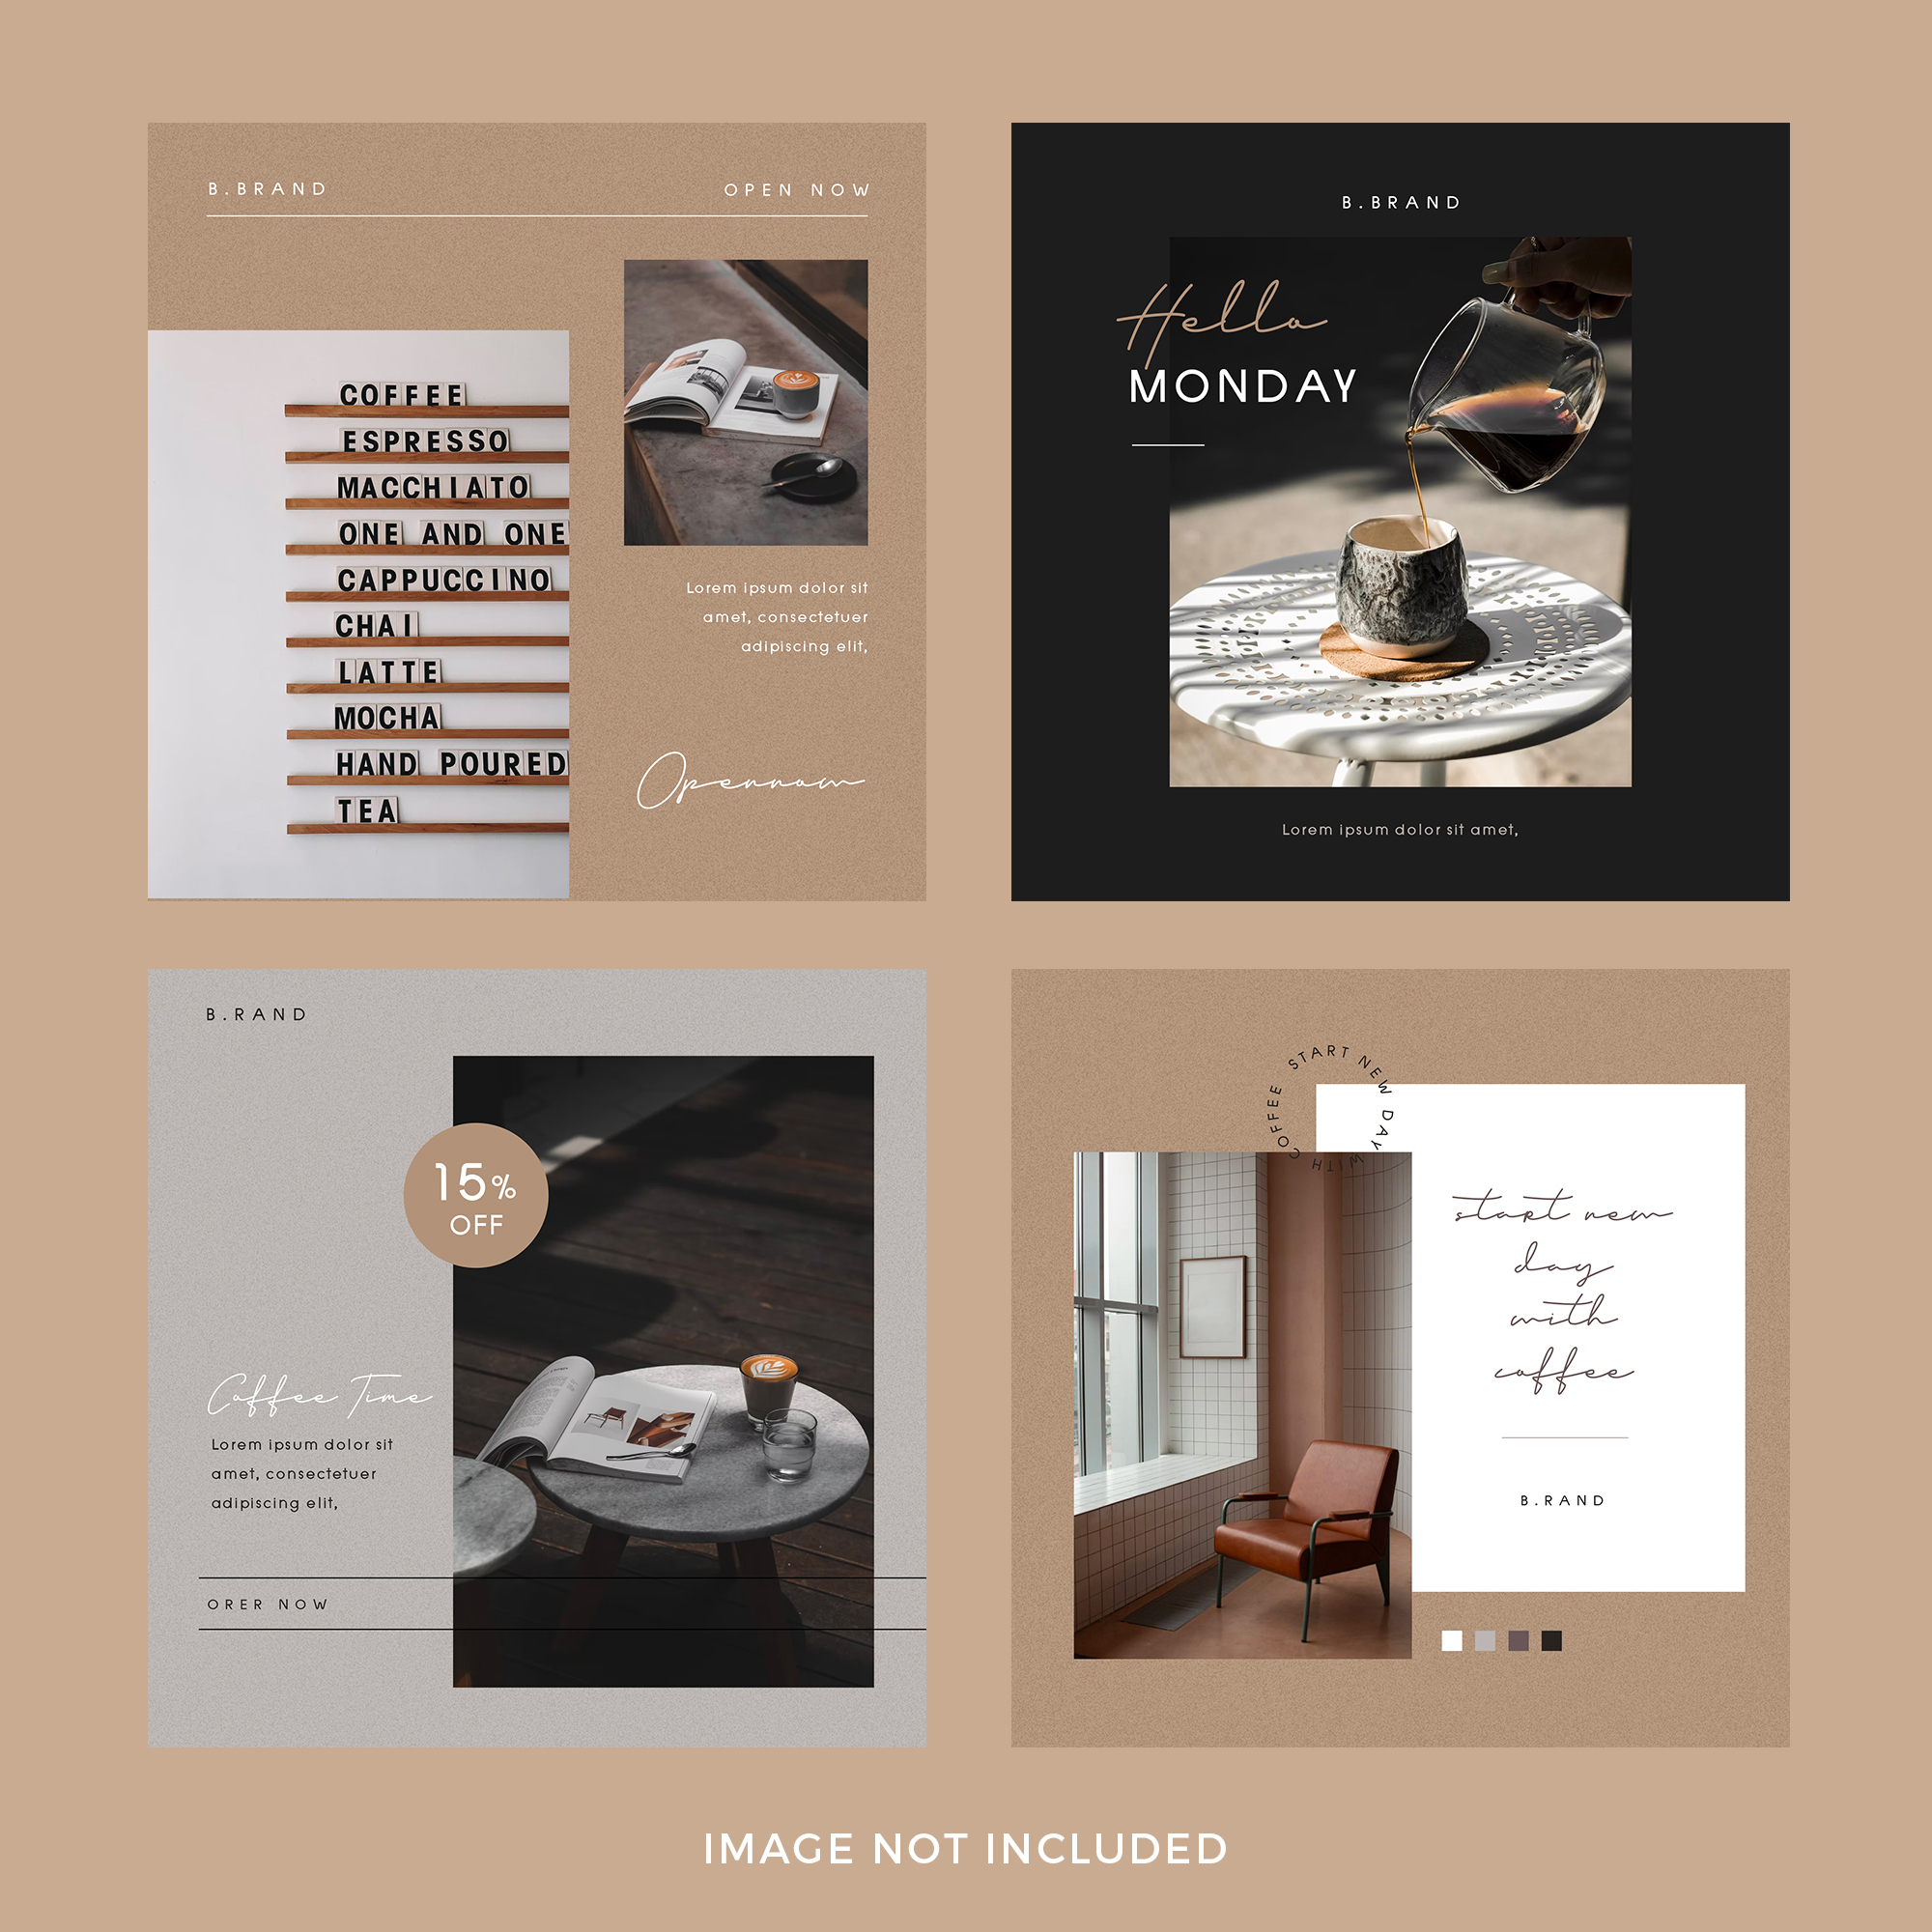 B.BRAND
OPEN NOW
COFFEE
ESPRESSO
MACCHIATO
ONE AND ONE
CAPPUCCINO
CHAI
LATTE
MOCHA
HAND POURED
TEA
Lorem ipsum dolor sit
amet, consectetuer
adipiscing elit,
Opennow
B.BRAND
Hello
MONDAY
Lorem ipsum dolor sit amet,
B.RAND
15%
OFF
Coffee Time
Lorem ipsum dolor sit
amet, consectetuer
adipiscing elit,
ORER NOW
START NEW DAY WITH COFFEE
start new
day
with
coffee
B.RAND
IMAGE NOT INCLUDED